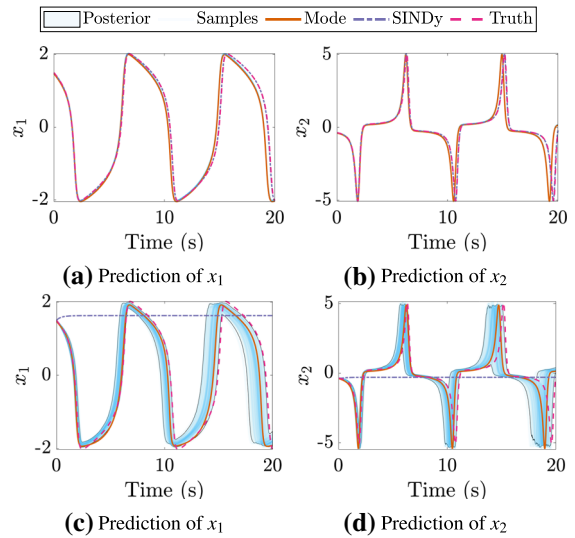 Posterior Samples Mode SINDy Truth
2
0
-2
x1
0 10 20
Time (s)
(a) Prediction of x1
5
0
-5
x2
0 10 20
Time (s)
(b) Prediction of x2
2
0
-2
x1
0 10 20
Time (s)
(c) Prediction of x1
5
0
-5
x2
0 10 20
Time (s)
(d) Prediction of x2